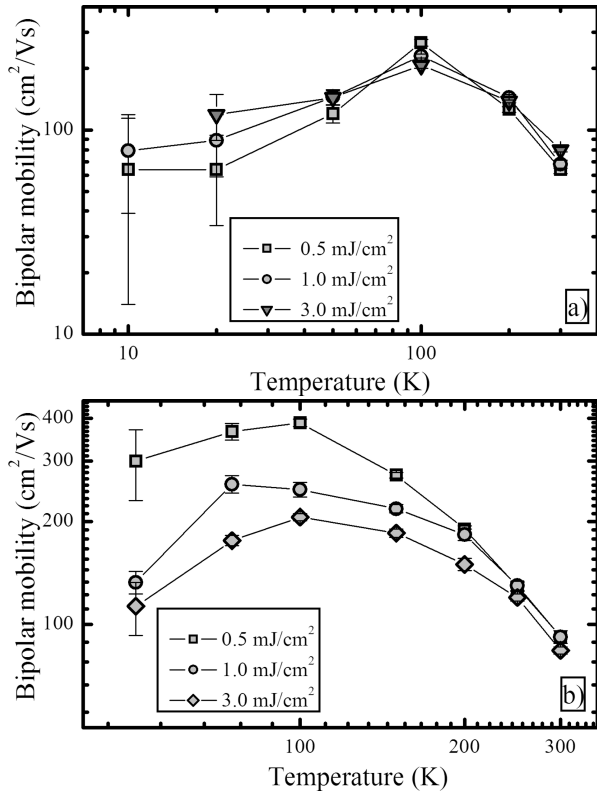 Bipolar mobility (cm²/Vs)
100
10
0.5 mJ/cm²
1.0 mJ/cm²
3.0 mJ/cm²
a)
10
100
Temperature (K)
Bipolar mobility (cm²/Vs)
400
300
200
100
0.5 mJ/cm²
1.0 mJ/cm²
3.0 mJ/cm²
b)
100
200
300
Temperature (K)